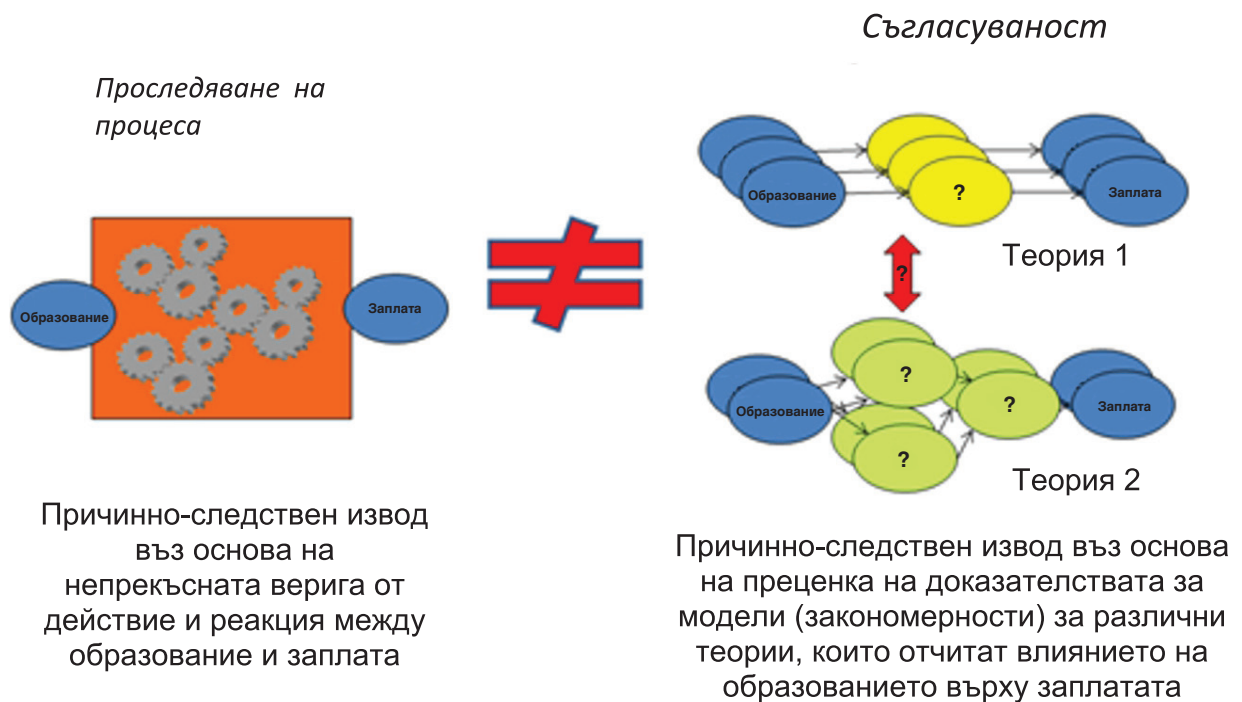 Проследяване на
процеса
Образование
Заплата
Причинно-следствен извод
въз основа на
непрекъсната верига от
действие и реакция между
образование и заплата
Съгласуваност
Образование
?
Заплата
Теория 1
?
Образование
?
?
?
Заплата
Теория 2
Причинно-следствен извод въз основа
на преценка на доказателствата за
модели (закономерности) за различни
теории, които отчитат влиянието на
образованието върху заплатата